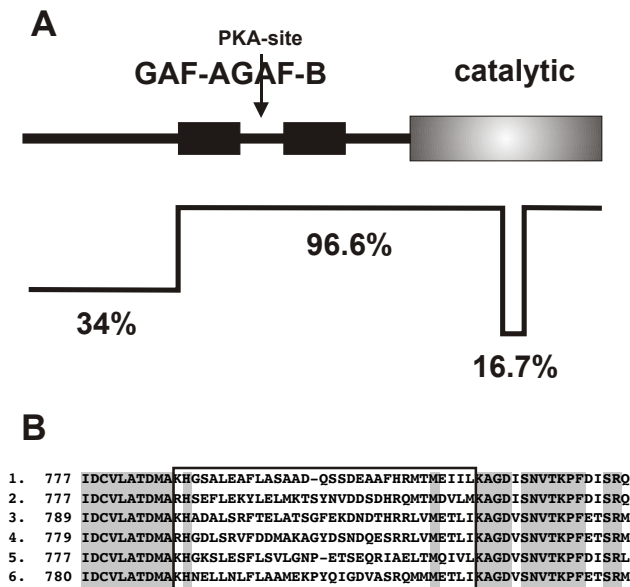 A
PKA-site
GAF-AGAF-B
catalytic
96.6%
34%
16.7%
B
1. 777 IDCVLATDMAKHGSALEAFLASAAD-QSSDEAAFHRMTMEIILKAGDISNVTKPFDISRQ
2. 777 IDCVLATDMARHSEFLEKYLELMKTSYNVDDSDHRQMTMDVLMKAGDISNVTKPFDISRQ
3. 789 IDCVLATDMAKHADALSRFTELATSGFEKDNDTHRRLVMETLIKAGDVSNVTKPFETSRM
4. 779 IDCVLATDMARHGDLSRVFDDMAKAGYDSNDQESRRLVMETLIKAGDVSNVTKPFETSRM
5. 777 IDCVLATDMAKHGKSLESFLSVLGNP-ETSEQRIAELTMQIVLKAGDVSNVTKPFDISRL
6. 780 IDCVLATDMAKHNELLNLFLAAMEKPYQIGDVASRQMMMETLIKAGDVSNVTKPFETSRM